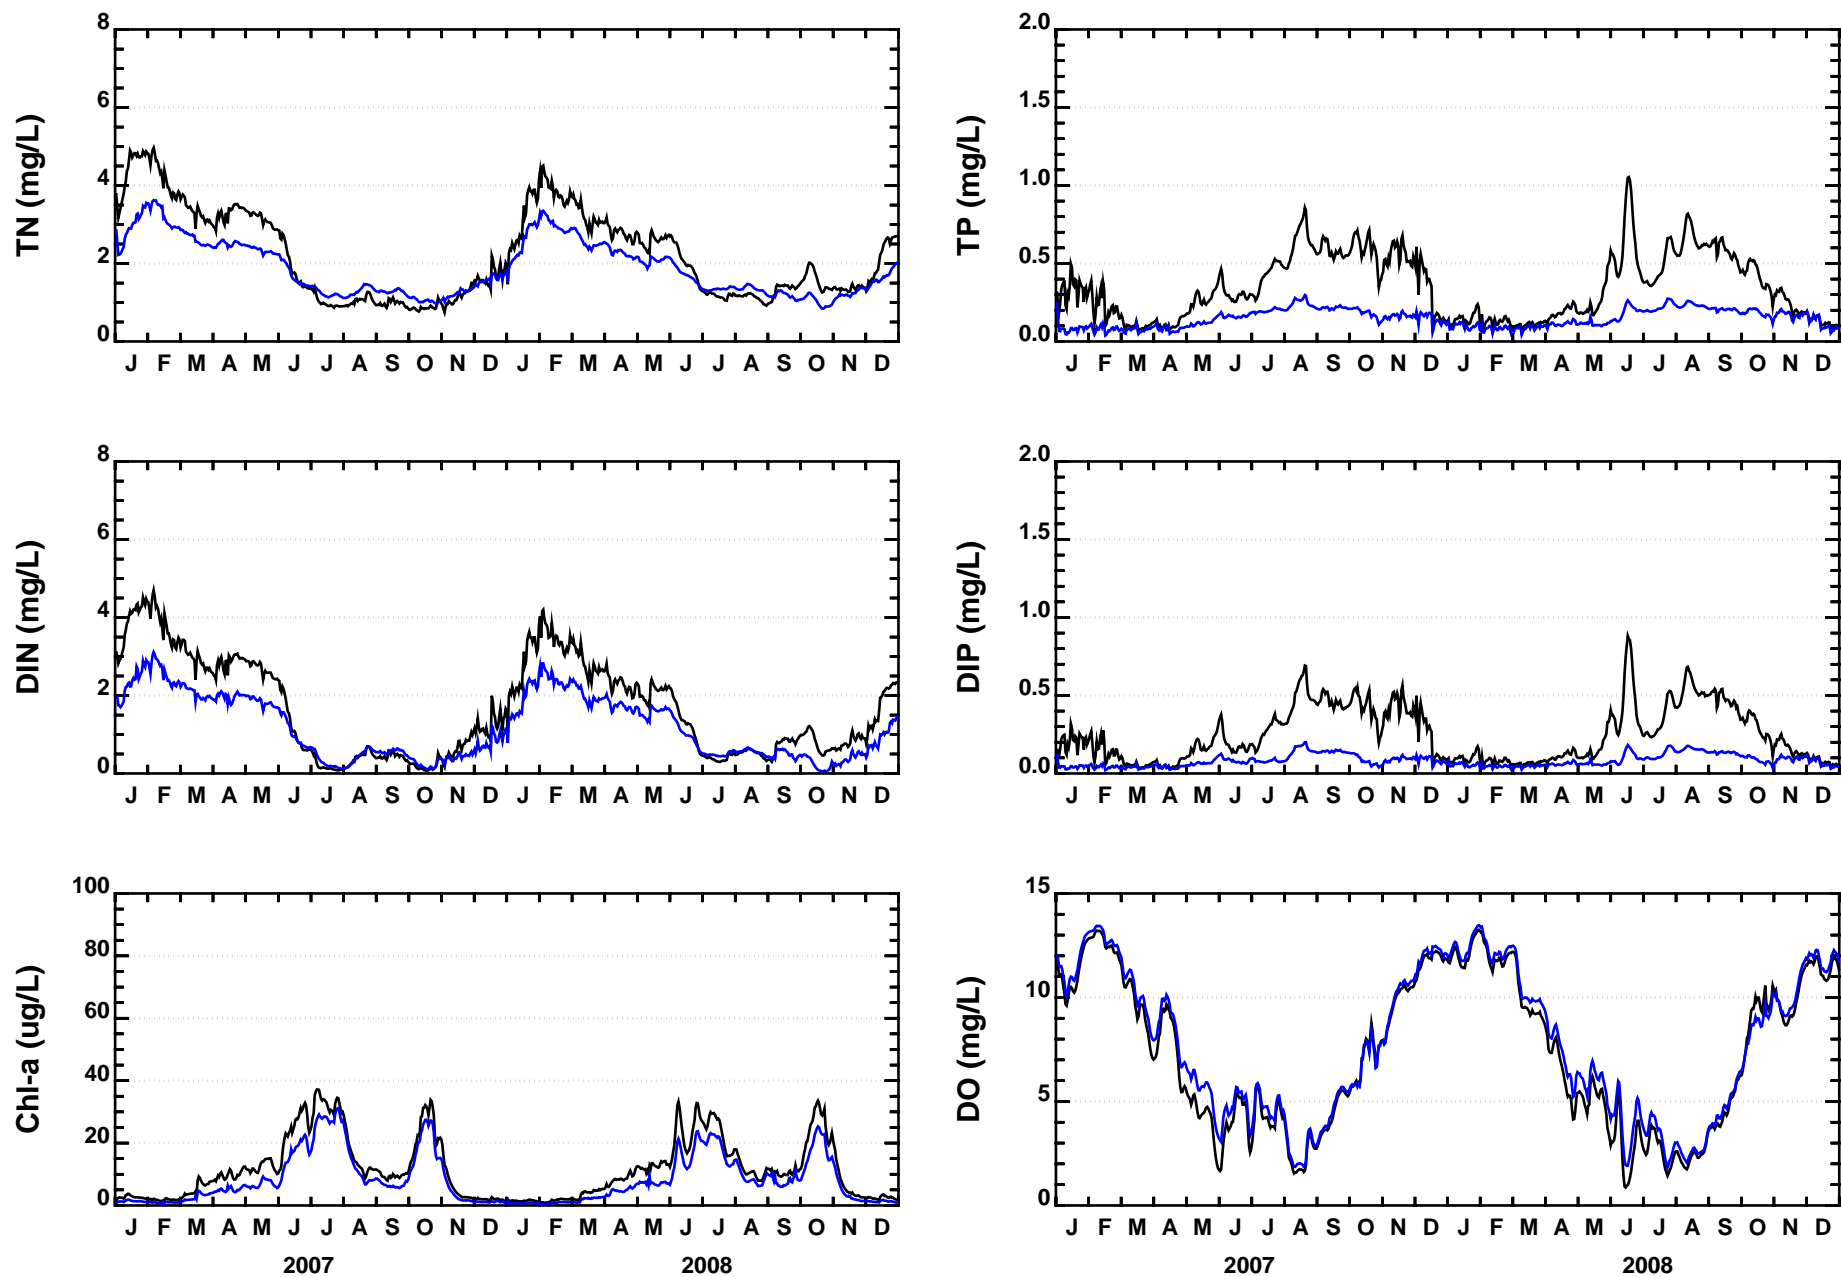 TN (mg/L)
8
6
4
2
0
J F M A M J J A S O N D J F M A M J J A S O N D
TP (mg/L)
2.0
1.5
1.0
0.5
0.0
J F M A M J J A S O N D J F M A M J J A S O N D
DIN (mg/L)
8
6
4
2
0
J F M A M J J A S O N D J F M A M J J A S O N D
DIP (mg/L)
2.0
1.5
1.0
0.5
0.0
J F M A M J J A S O N D J F M A M J J A S O N D
Chl-a (ug/L)
100
80
60
40
20
0
J F M A M J J A S O N D J F M A M J J A S O N D
2007 2008
DO (mg/L)
15
10
5
0
J F M A M J J A S O N D J F M A M J J A S O N D
2007 2008